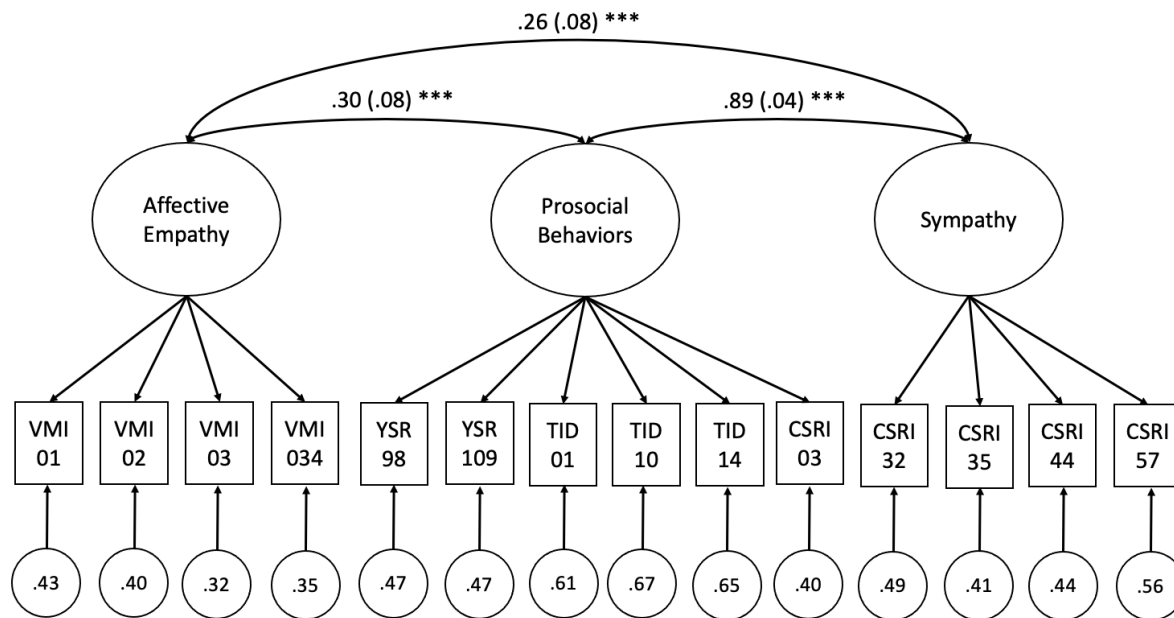 .26 (.08) ***
.30 (.08) ***
.89 (.04) ***
Affective
Empathy
Prosocial
Behaviors
Sympathy
VMI
01
VMI
02
VMI
03
VMI
034
YSR
98
YSR
109
TID
01
TID
10
TID
14
CSRI
03
CSRI
32
CSRI
35
CSRI
44
CSRI
57
.43
.40
.32
.35
.47
.47
.61
.67
.65
.40
.49
.41
.44
.56